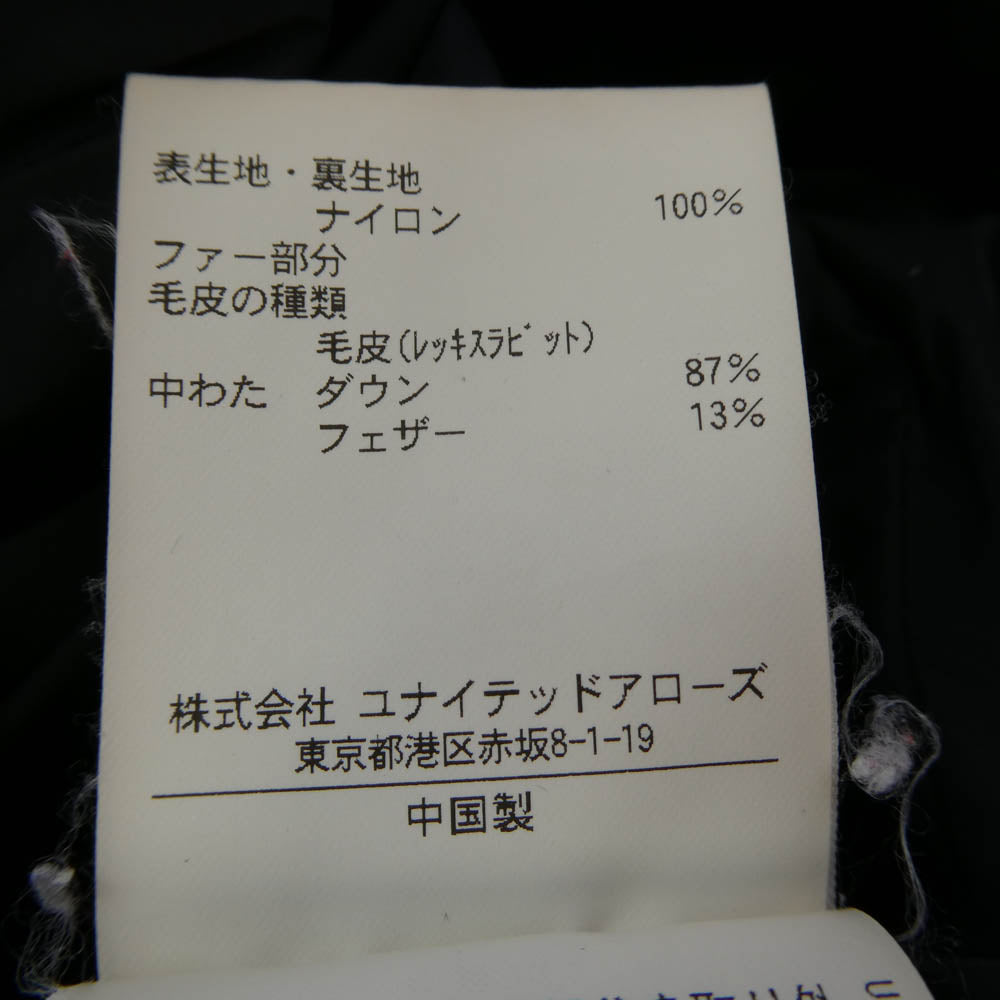 表生地・裏生地
ナイロン 100%
ファー部分
毛皮の種類
毛皮(ﾚｯｷｽﾗﾋﾞｯﾄ)
中わた ダウン 87%
フェザー 13%
株式会社 ユナイテッドアローズ
東京都港区赤坂8-1-19
中国製